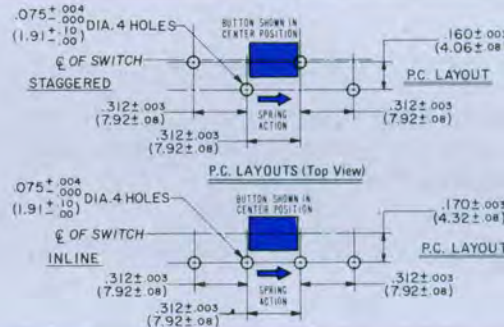 .075 +.004 -.000
(1.91 +.10 -.00) DIA. 4 HOLES
BUTTON SHOWN IN
CENTER POSITION
.160±.003
(4.06±.08)
℄ OF SWITCH
STAGGERED
P.C. LAYOUT
.312±.003
(7.92±.08)
SPRING
ACTION
.312±.003
(7.92±.08)
.312±.003
(7.92±.08)
P.C. LAYOUTS (Top View)
.075 +.004 -.000
(1.91 +.10 -.00) DIA. 4 HOLES
BUTTON SHOWN IN
CENTER POSITION
.170±.003
(4.32±.08)
℄ OF SWITCH
INLINE
P.C. LAYOUT
.312±.003
(7.92±.08)
SPRING
ACTION
.312±.003
(7.92±.08)
.312±.003
(7.92±.08)